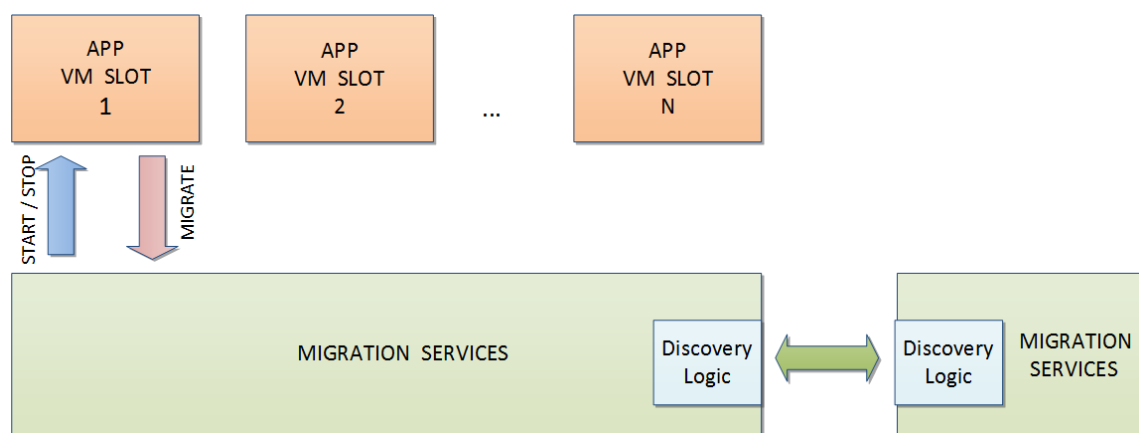 APP
VM SLOT
1
APP
VM SLOT
2
...
APP
VM SLOT
N
START / STOP
MIGRATE
MIGRATION SERVICES
Discovery
Logic
Discovery
Logic
MIGRATION
SERVICES